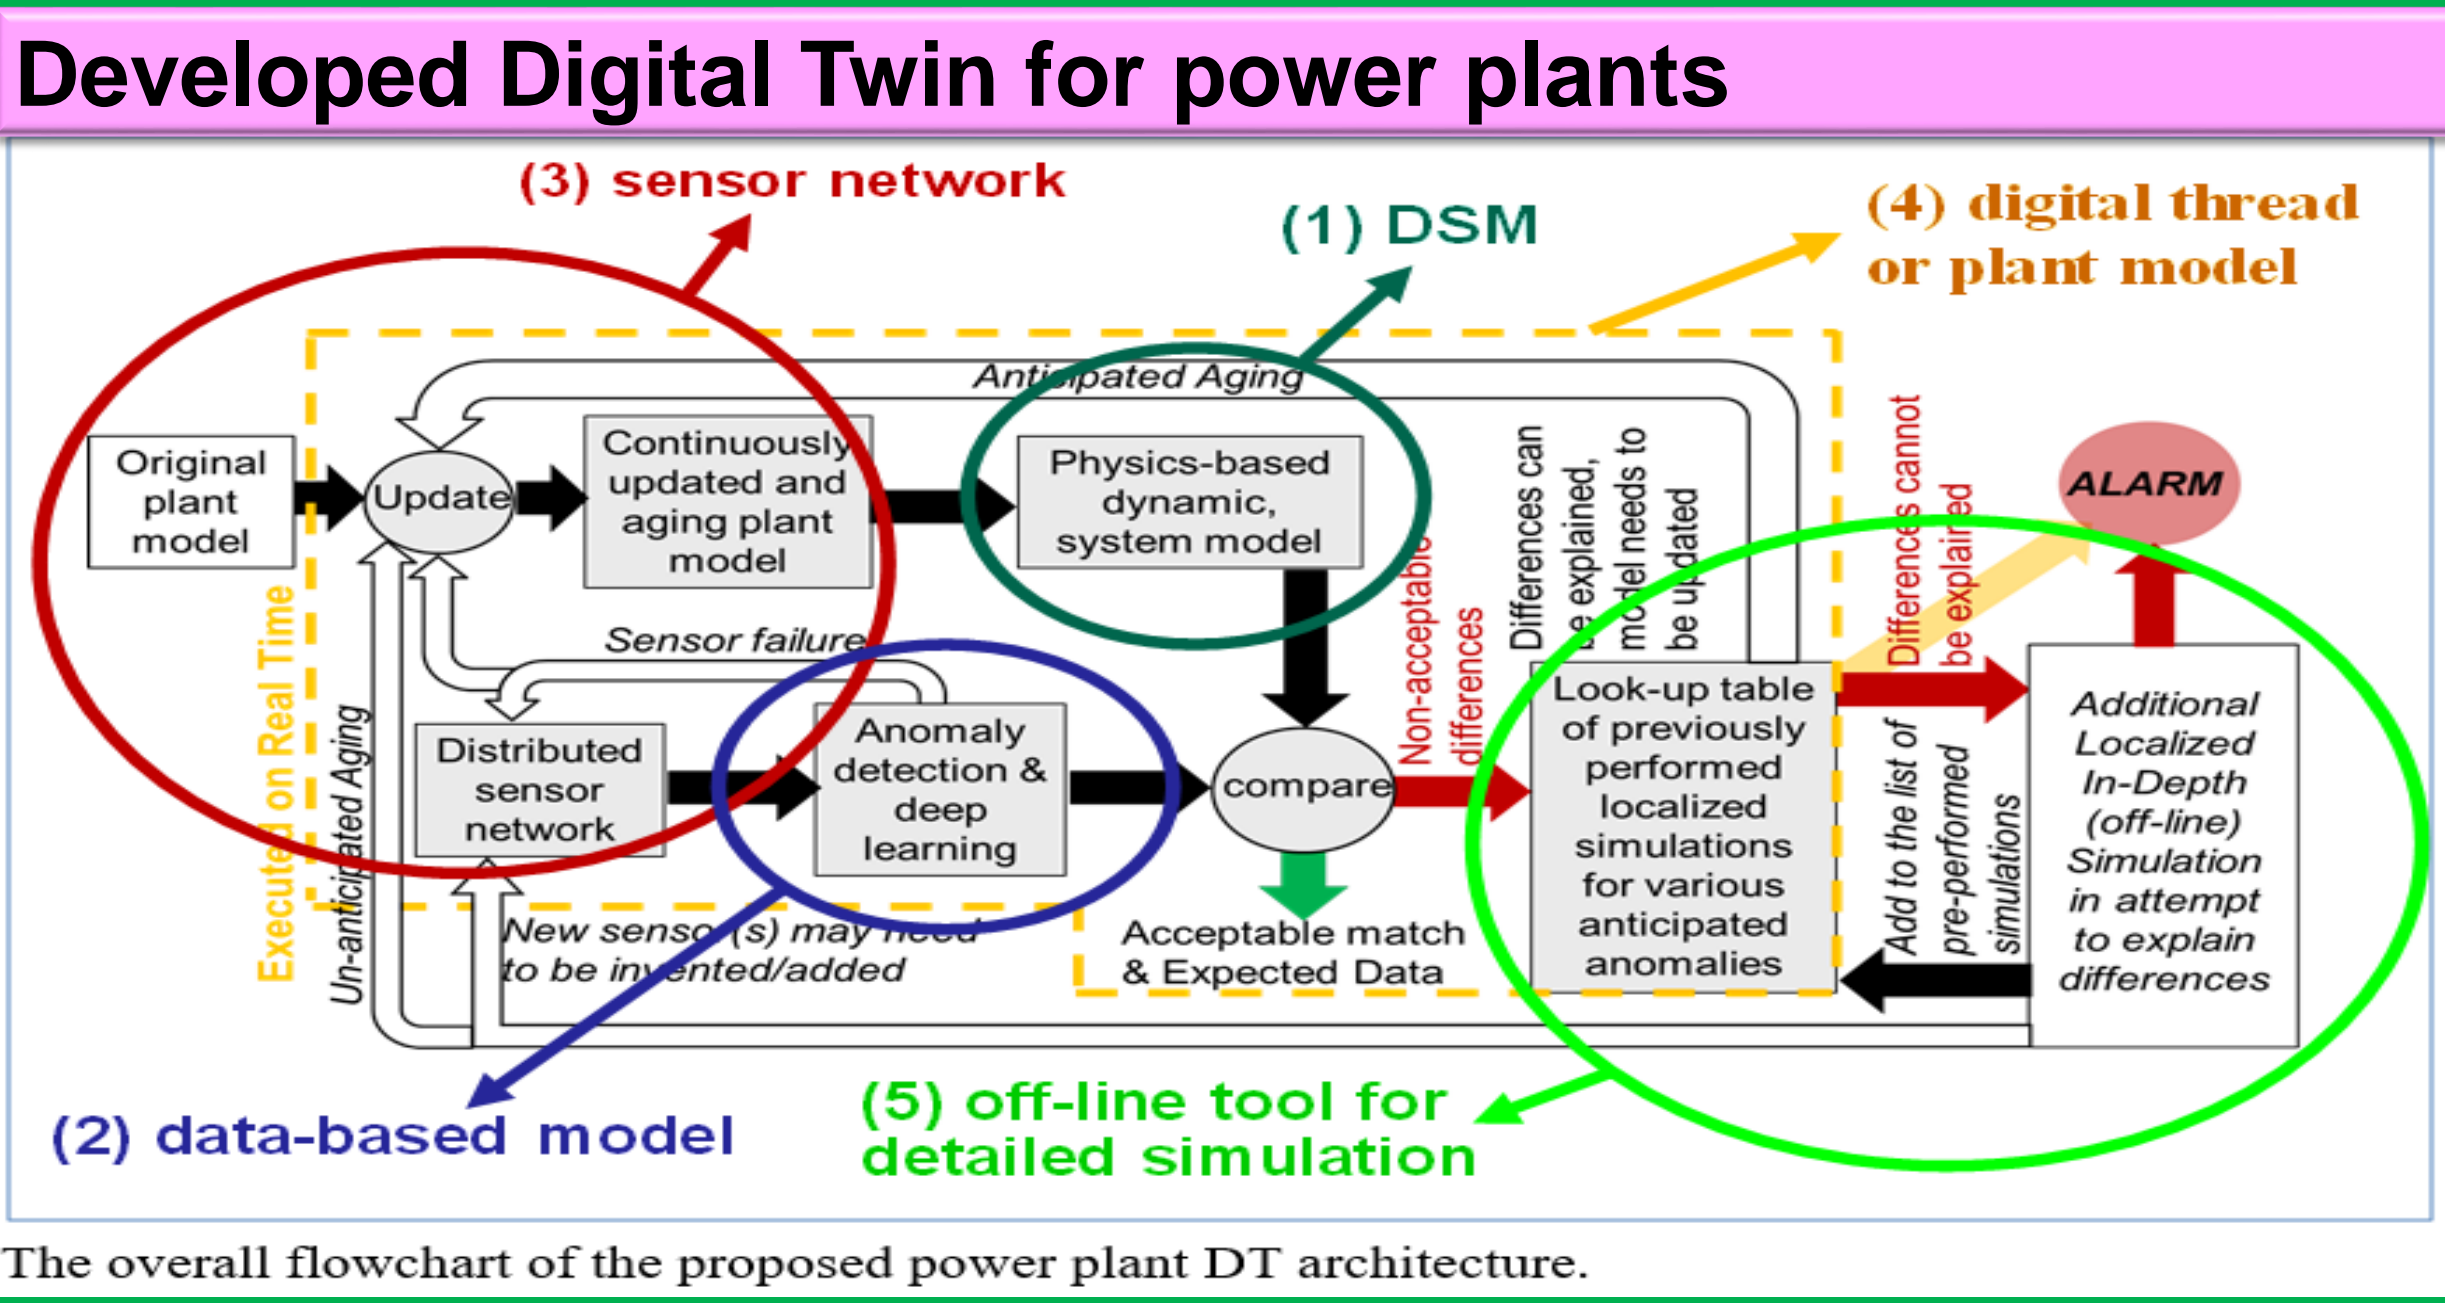 Developed Digital Twin for power plants
(3) sensor network
(1) DSM
(4) digital thread
or plant model
Anticipated Aging
Original
plant
model
Update
Continuously
updated and
aging plant
model
Physics-based
dynamic,
system model
Differences can
be explained,
model needs to
be updated
Differences cannot
be explained
ALARM
Non-acceptable
differences
Executed on Real Time
Un-anticipated Aging
Sensor failure
Distributed
sensor
network
Anomaly
detection &
deep
learning
compare
Look-up table
of previously
performed
localized
simulations
for various
anticipated
anomalies
Add to the list of
pre-performed
simulations
Additional
Localized
In-Depth
(off-line)
Simulation
in attempt
to explain
differences
New sensor(s) may need
to be invented/added
Acceptable match
& Expected Data
(2) data-based model
(5) off-line tool for
detailed simulation
The overall flowchart of the proposed power plant DT architecture.